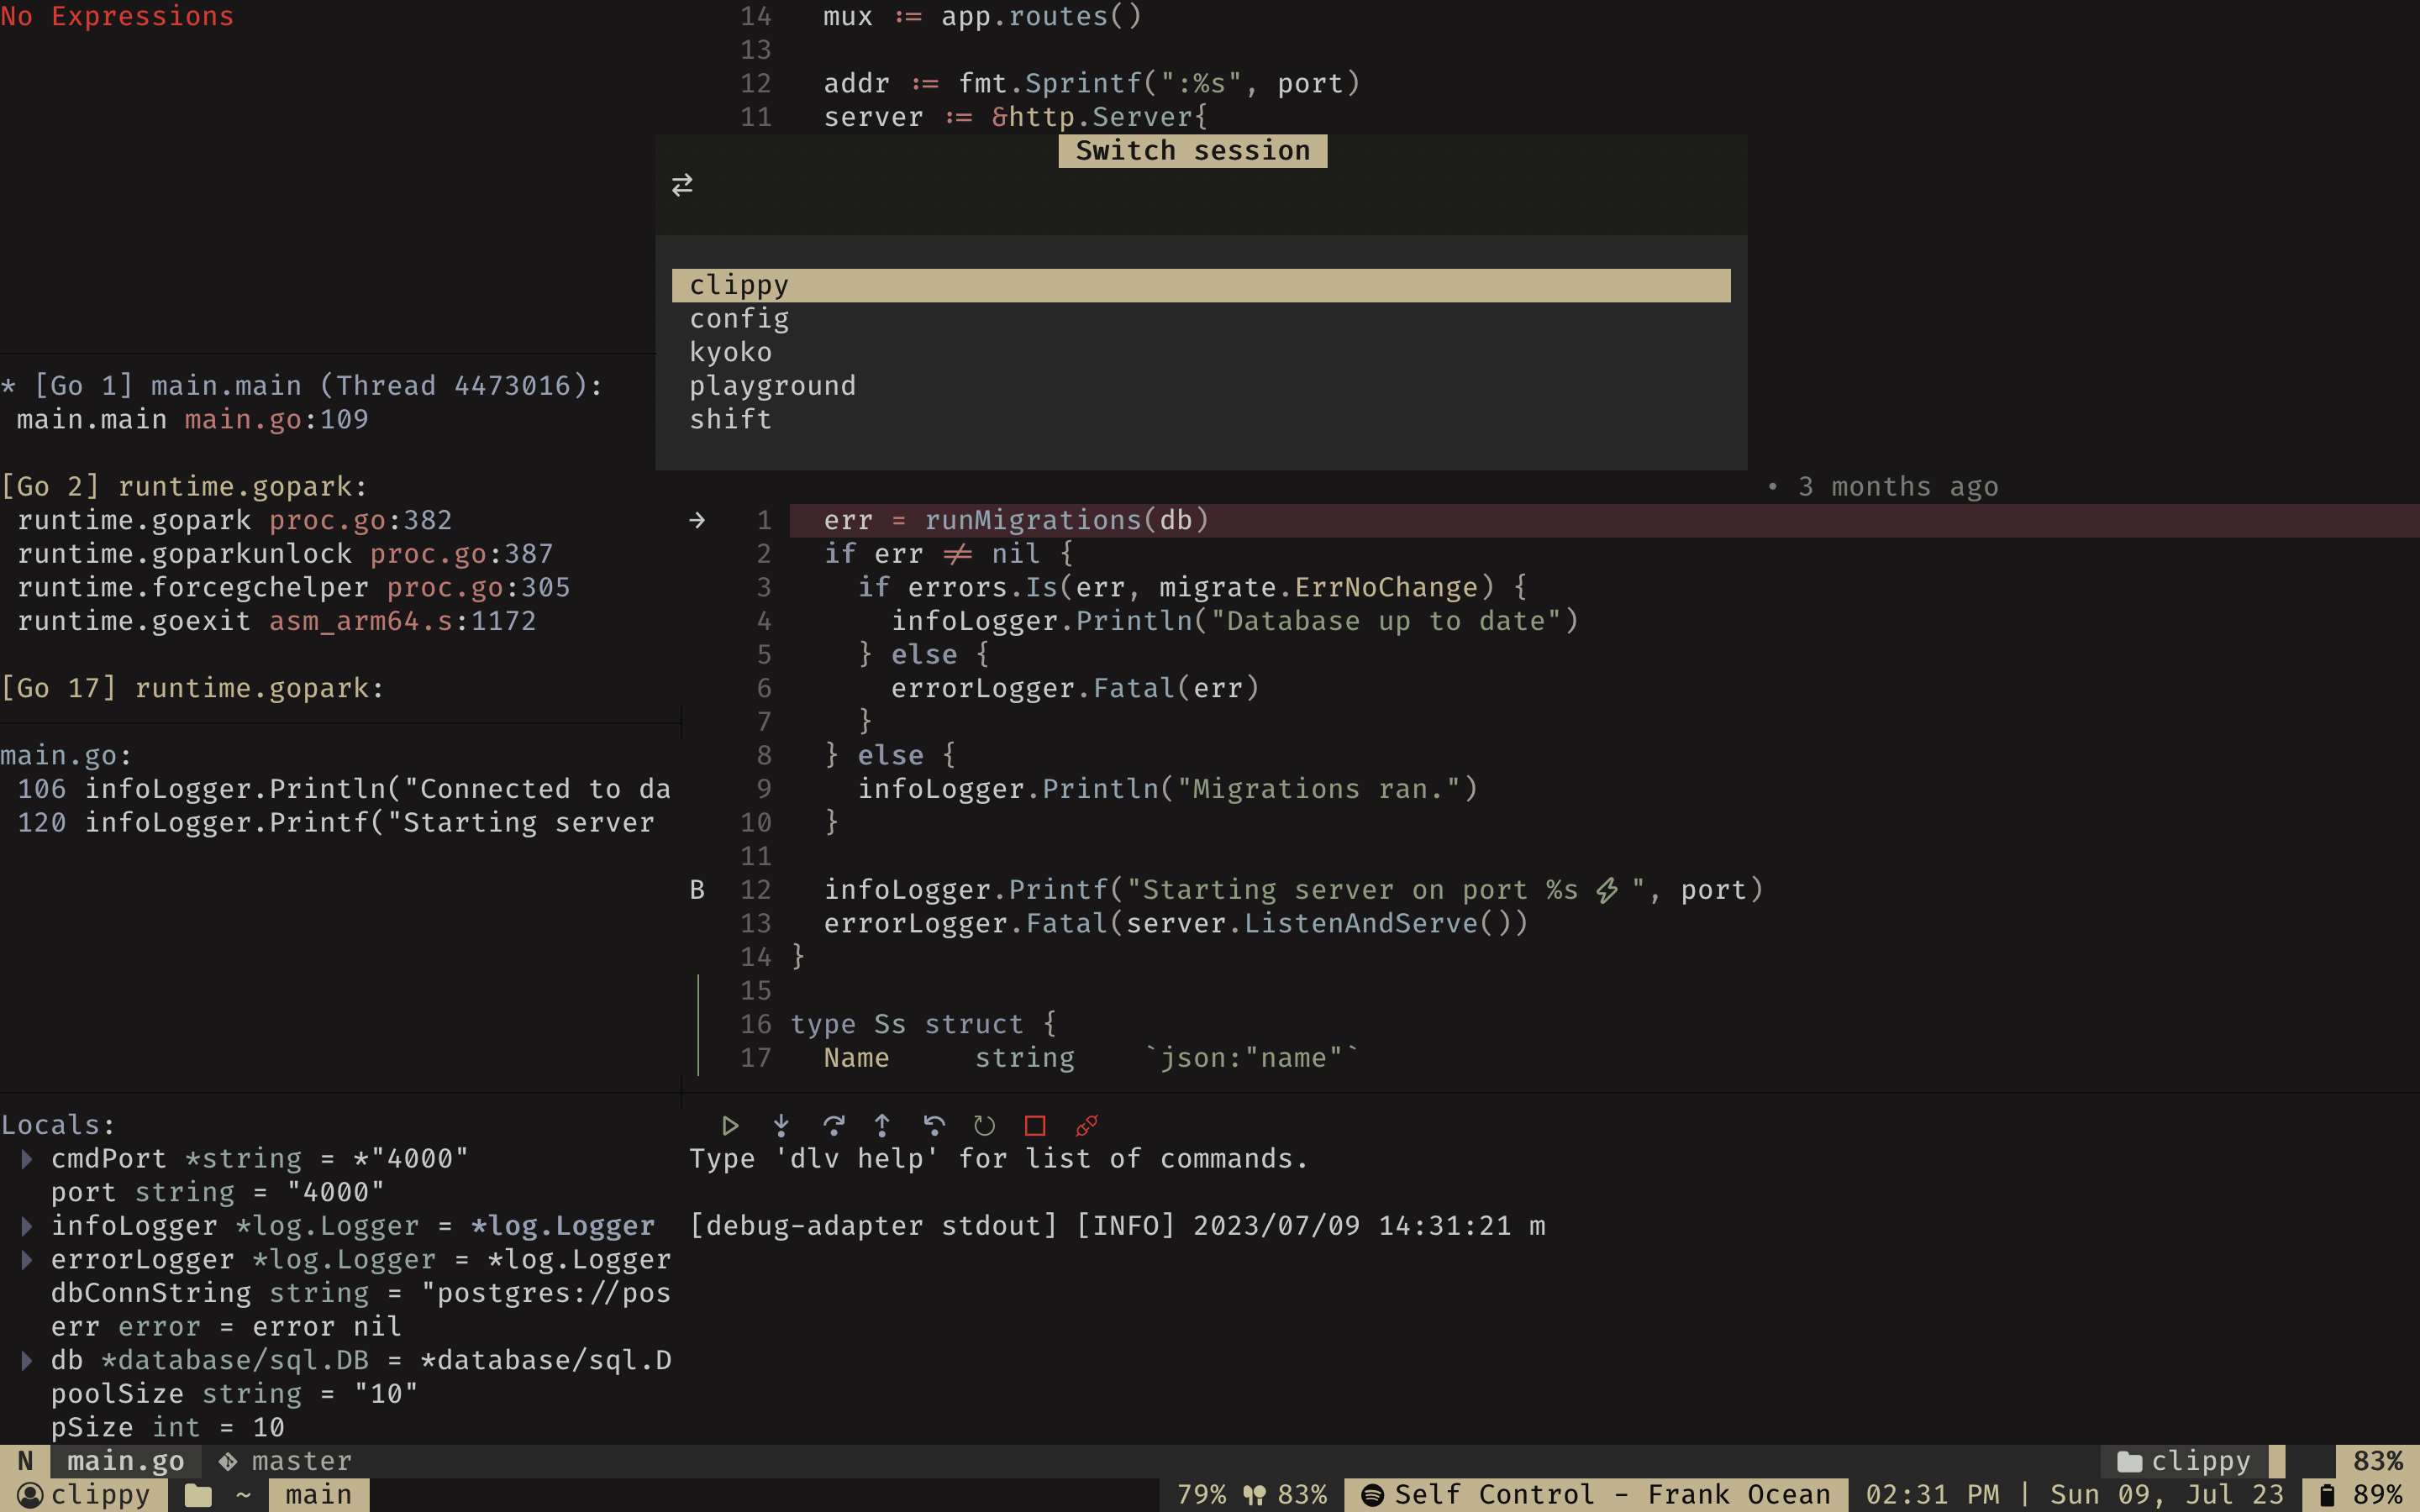 No Expressions
* [Go 1] main.main (Thread 4473016):
main.main main.go:109
[Go 2] runtime.gopark:
runtime.gopark proc.go:382
runtime.goparkunlock proc.go:387
runtime.forcegchelper proc.go:305
runtime.goexit asm_arm64.s:1172
[Go 17] runtime.gopark:
main.go:
106 infoLogger.Println("Connected to da
120 infoLogger.Printf("Starting server
Locals:
cmdPort *string = *"4000"
port string = "4000"
infoLogger *log.Logger = *log.Logger
errorLogger *log.Logger = *log.Logger
dbConnString string = "postgres://pos
err error = error nil
db *database/sql.DB = *database/sql.D
poolSize string = "10"
pSize int = 10
14 mux := app.routes()
13
12 addr := fmt.Sprintf(":%s", port)
11 server := &http.Server{
Switch session
clippy
config
kyoko
playground
shift
• 3 months ago
→ 1 err = runMigrations(db)
2 if err != nil {
3 if errors.Is(err, migrate.ErrNoChange) {
4 infoLogger.Println("Database up to date")
5 } else {
6 errorLogger.Fatal(err)
7 }
8 } else {
9 infoLogger.Println("Migrations ran.")
10 }
11
B 12 infoLogger.Printf("Starting server on port %s ⚡", port)
13 errorLogger.Fatal(server.ListenAndServe())
14 }
15
16 type Ss struct {
17 Name string `json:"name"`
Type 'dlv help' for list of commands.
[debug-adapter stdout] [INFO] 2023/07/09 14:31:21 m
N main.go master clippy 83%
clippy ~ main 79% 83% Self Control - Frank Ocean 02:31 PM | Sun 09, Jul 23 89%